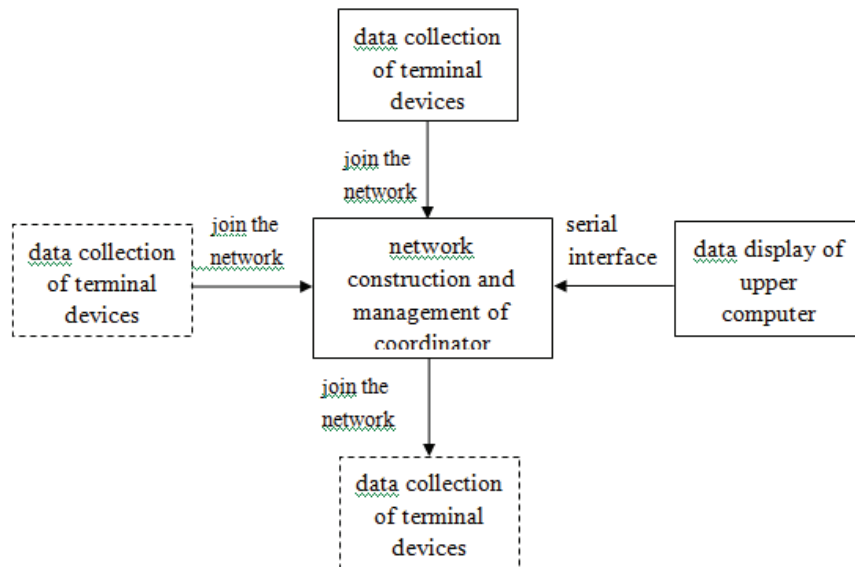 data collection
of terminal
devices
join the
network
join the
network
data collection
of terminal
devices
network
construction and
management of
coordinator
serial
interface
data display of
upper
computer
join the
network
data collection
of terminal
devices